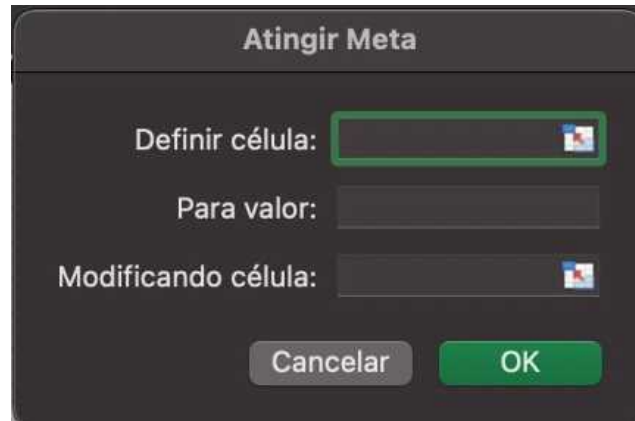 Atingir Meta
Definir célula:
Para valor:
Modificando célula:
Cancelar OK